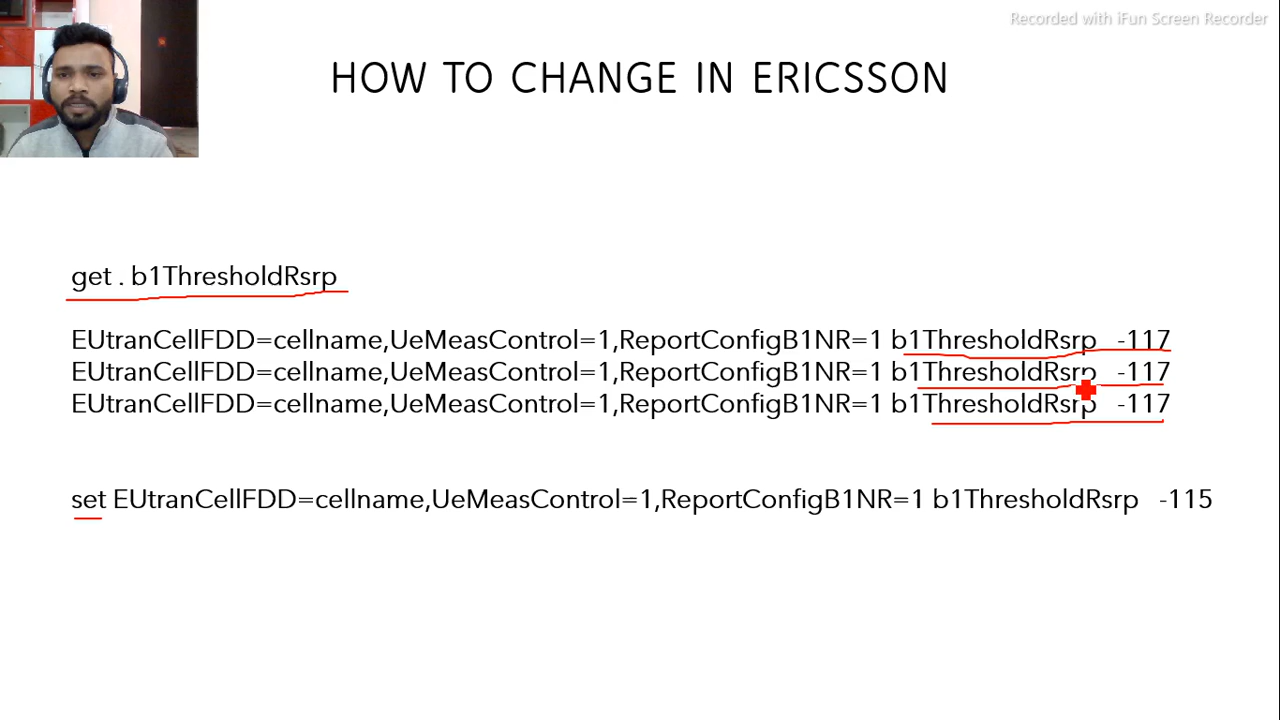 Recorded with iFun Screen Recorder
HOW TO CHANGE IN ERICSSON
get . b1ThresholdRsrp
EUtranCellFDD=cellname,UeMeasControl=1,ReportConfigB1NR=1 b1ThresholdRsrp -117
EUtranCellFDD=cellname,UeMeasControl=1,ReportConfigB1NR=1 b1ThresholdRsrp -117
EUtranCellFDD=cellname,UeMeasControl=1,ReportConfigB1NR=1 b1ThresholdRsrp -117
set EUtranCellFDD=cellname,UeMeasControl=1,ReportConfigB1NR=1 b1ThresholdRsrp -115